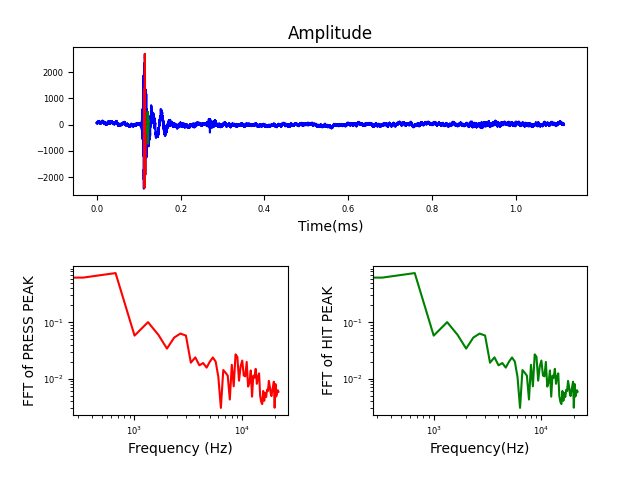 Amplitude
2000
1000
0
−1000
−2000
0.0 0.2 0.4 0.6 0.8 1.0
Time(ms)
FFT of PRESS PEAK
10⁻¹
10⁻²
10³ 10⁴
Frequency (Hz)
FFT of HIT PEAK
10⁻¹
10⁻²
10³ 10⁴
Frequency(Hz)